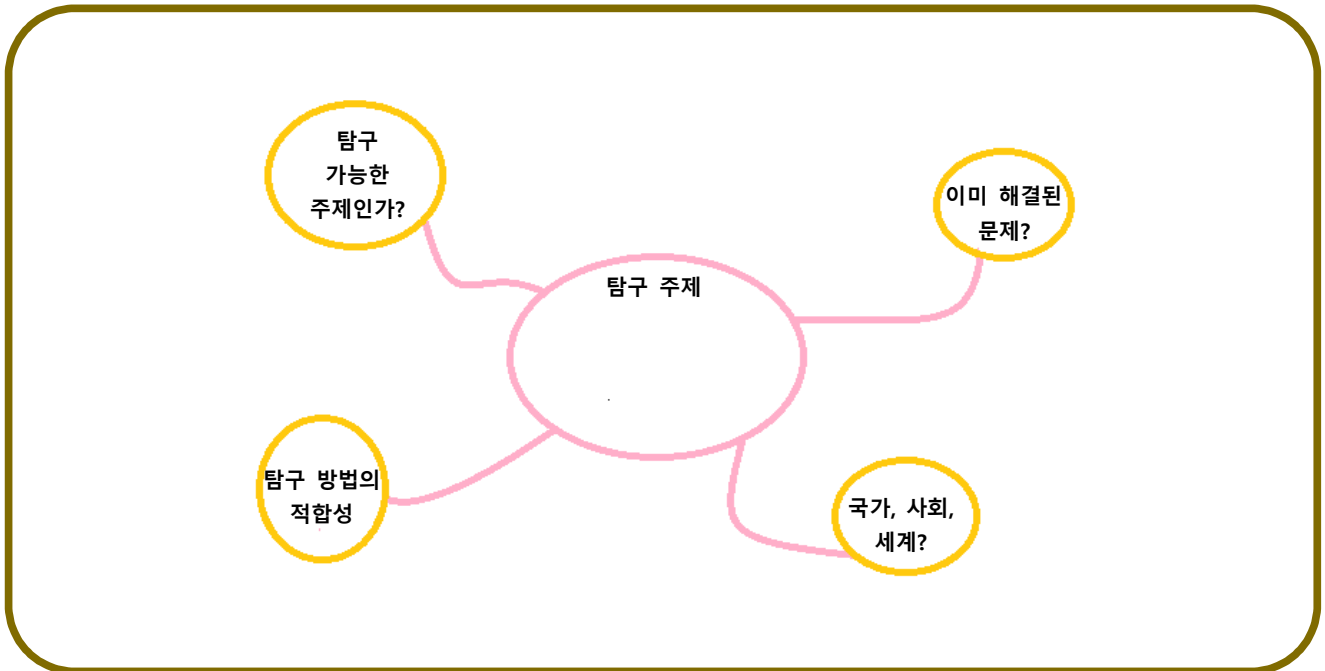 탐구
가능한
주제인가?
이미 해결된
문제?
탐구 주제
탐구 방법의
적합성
국가, 사회,
세계?